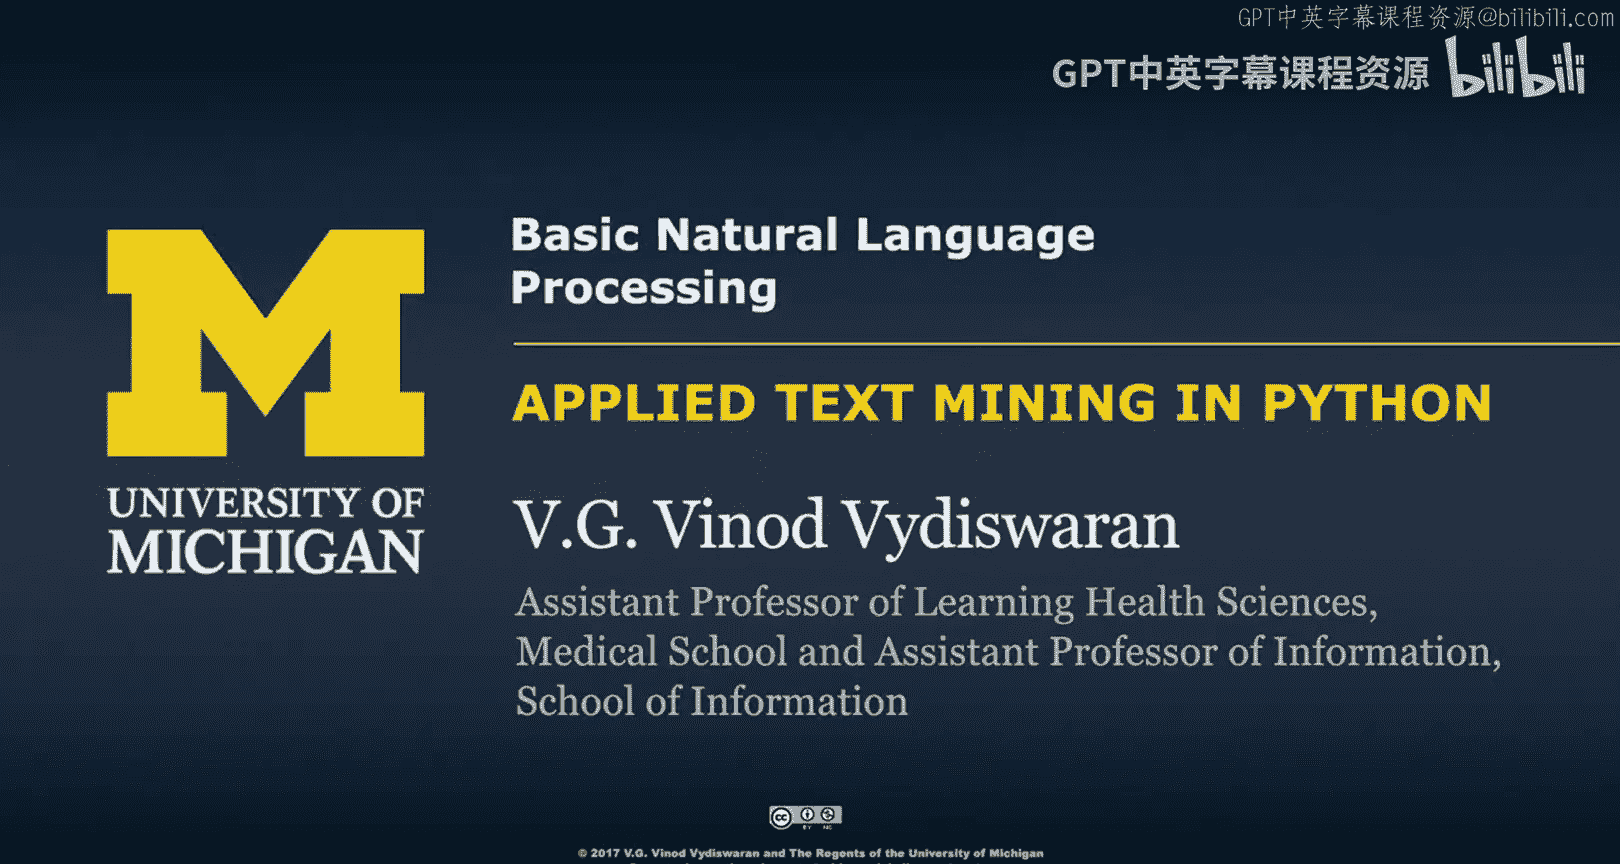 GPT中英字幕课程资源@bilibili.com
GPT中英字幕课程资源 bilibili
Basic Natural Language
Processing
APPLIED TEXT MINING IN PYTHON
UNIVERSITY OF
MICHIGAN
V.G. Vinod Vydiswaran
Assistant Professor of Learning Health Sciences,
Medical School and Assistant Professor of Information,
School of Information
cc
BY NC
© 2017 V.G. Vinod Vydiswaran and The Regents of the University of Michigan